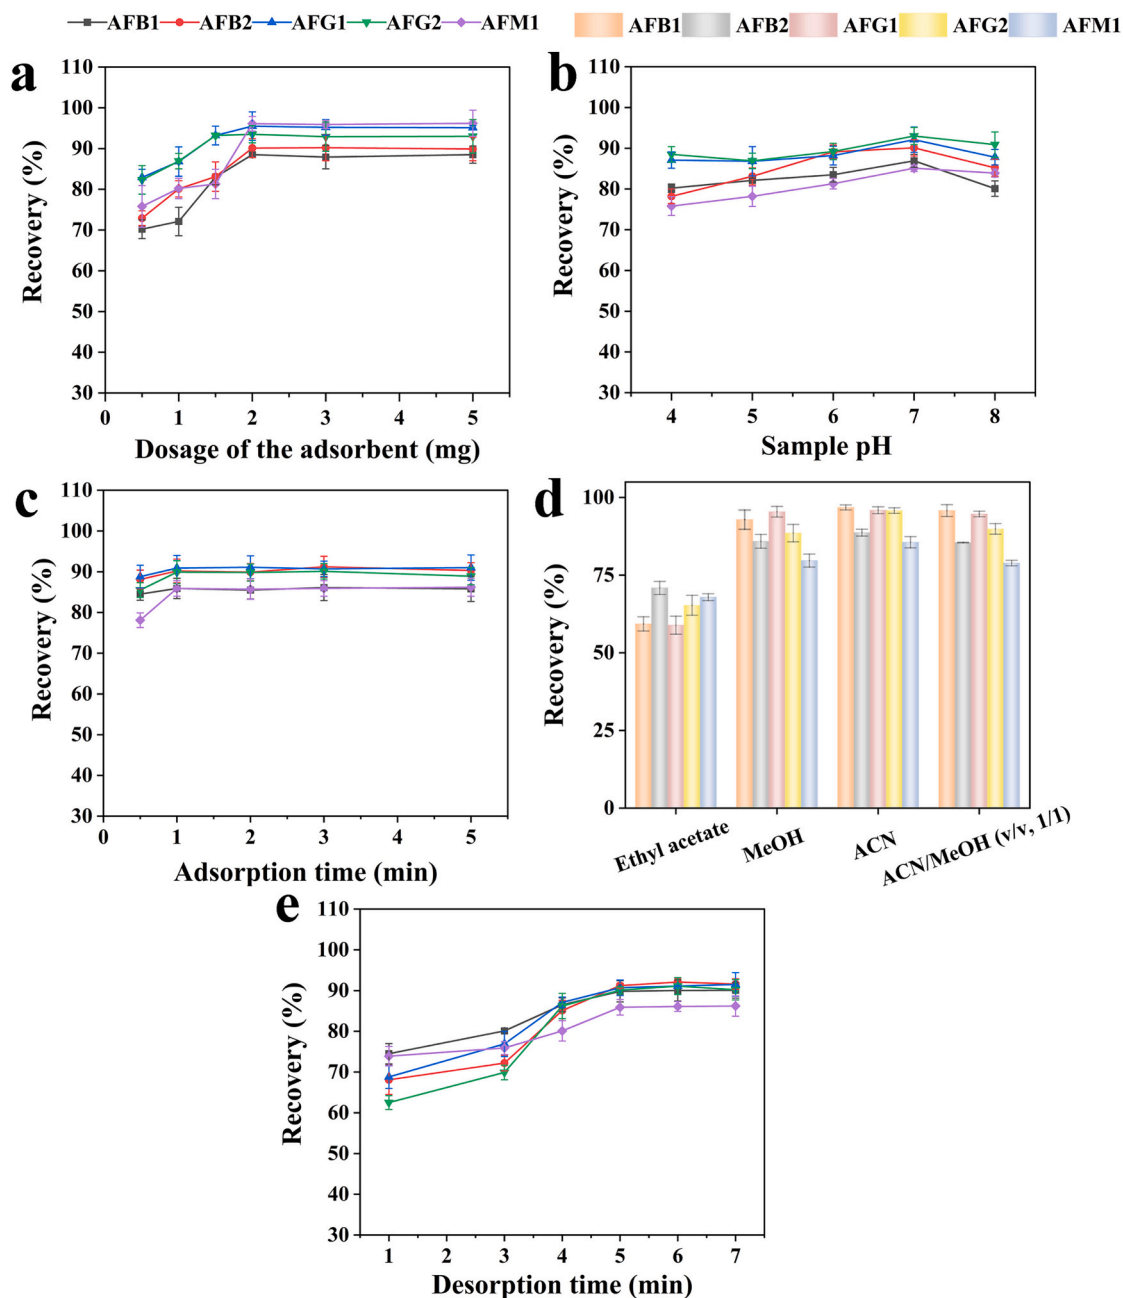 AFB1 AFB2 AFG1 AFG2 AFM1
AFB1 AFB2 AFG1 AFG2 AFM1
a
110
100
90
80
70
60
50
40
30
Recovery (%)
0 1 2 3 4 5
Dosage of the adsorbent (mg)
b
110
100
90
80
70
60
50
40
30
Recovery (%)
4 5 6 7 8
Sample pH
c
110
100
90
80
70
60
50
40
30
Recovery (%)
0 1 2 3 4 5
Adsorption time (min)
d
100
75
50
25
0
Recovery (%)
Ethyl acetate
MeOH
ACN
ACN/MeOH (v/v, 1/1)
e
110
100
90
80
70
60
50
40
30
Recovery (%)
1 2 3 4 5 6 7
Desorption time (min)